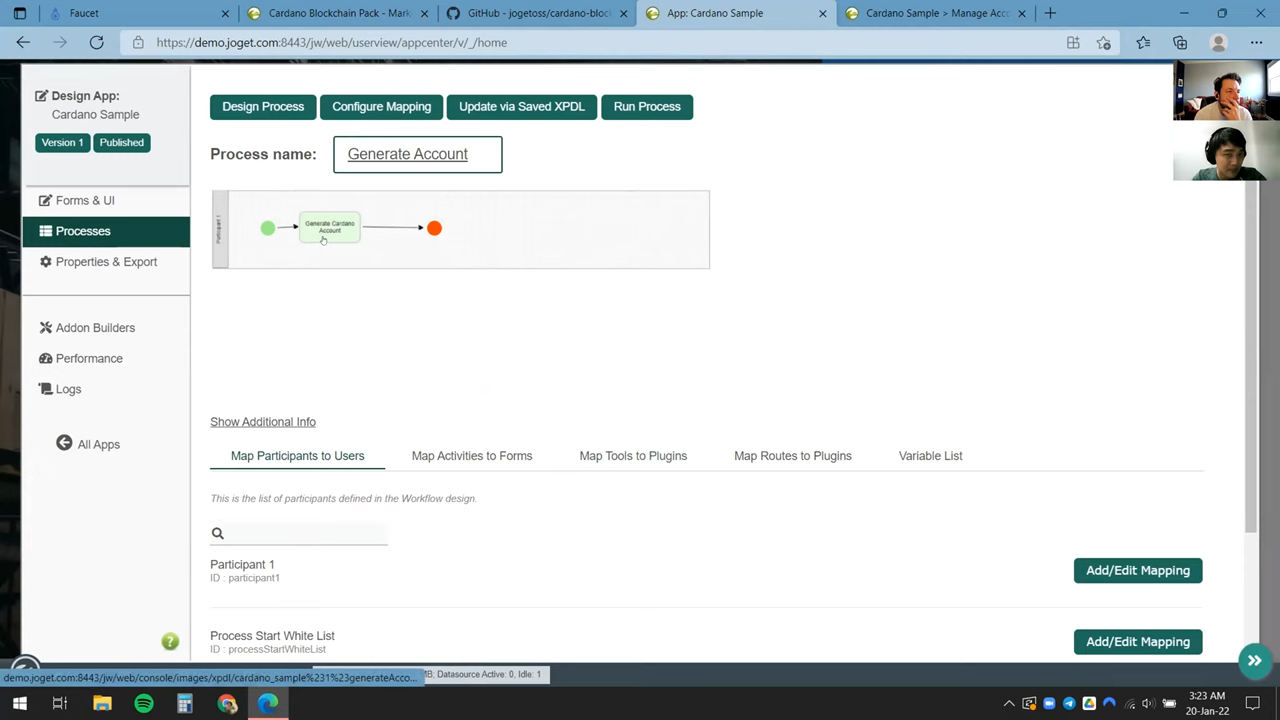 Faucet
Cardano Blockchain Pack - Mark
GitHub - jogetoss/cardano-block
App: Cardano Sample
Cardano Sample > Manage Acc
https://demo.joget.com:8443/jw/web/userview/appcenter/v/_/home
Design App:
Cardano Sample
Version 1
Published
Forms & UI
Processes
Properties & Export
Addon Builders
Performance
Logs
All Apps
Design Process
Configure Mapping
Update via Saved XPDL
Run Process
Process name:
Generate Account
Participant 1
Generate Cardano
Account
Show Additional Info
Map Participants to Users
Map Activities to Forms
Map Tools to Plugins
Map Routes to Plugins
Variable List
This is the list of participants defined in the Workflow design.
Participant 1
ID : participant1
Add/Edit Mapping
Process Start White List
ID : processStartWhiteList
Add/Edit Mapping
demo.joget.com:8443/jw/web/console/images/xpdl/cardano_sample%231%23generateAcco...
MB, Datasource Active: 0, Idle: 1
3:23 AM
20-Jan-22